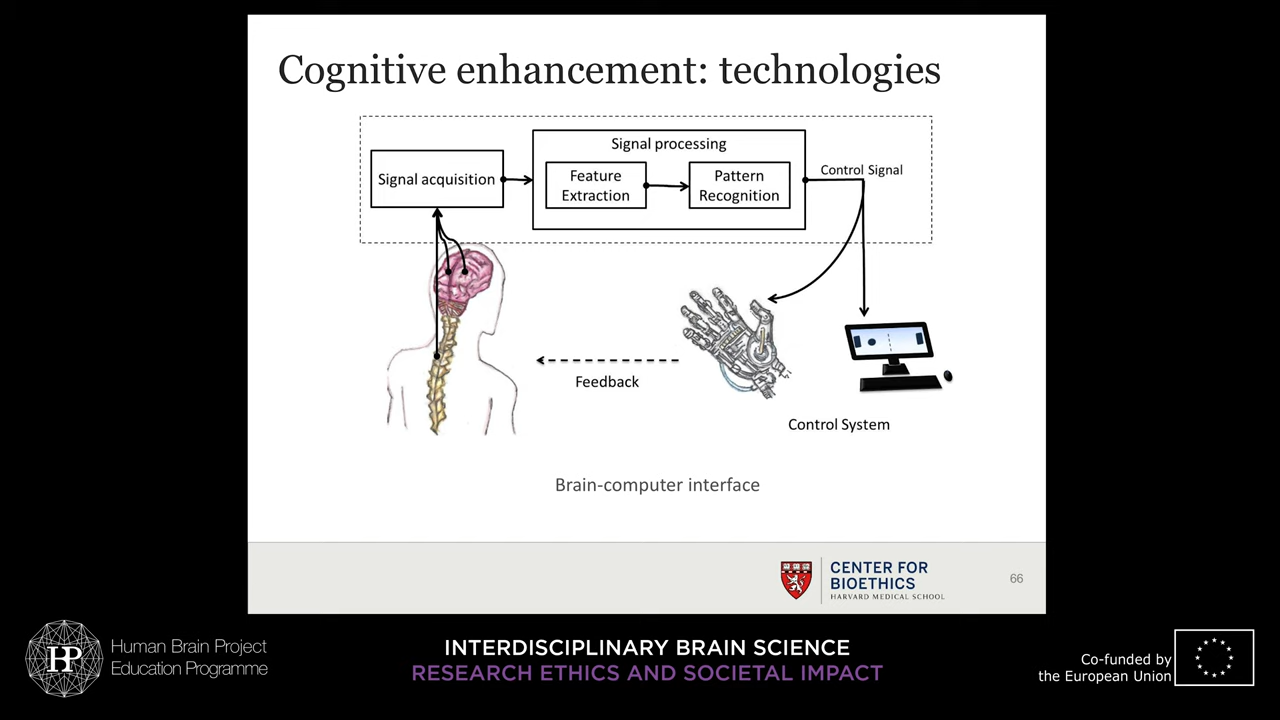 Cognitive enhancement: technologies
Signal processing
Signal acquisition
Feature
Extraction
Pattern
Recognition
Control Signal
Feedback
Control System
Brain-computer interface
CENTER FOR
BIOETHICS
HARVARD MEDICAL SCHOOL
66
HP
Human Brain Project
Education Programme
INTERDISCIPLINARY BRAIN SCIENCE
RESEARCH ETHICS AND SOCIETAL IMPACT
Co-funded by
the European Union